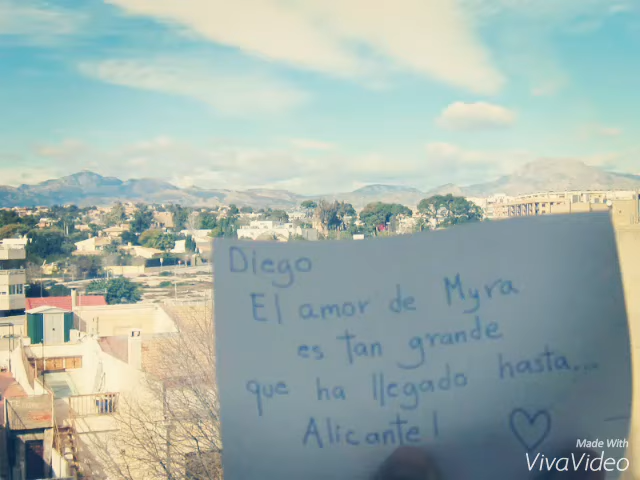 Diego
El amor de Myra
es tan grande
que ha llegado hasta...
Alicante!
Made With
VivaVideo